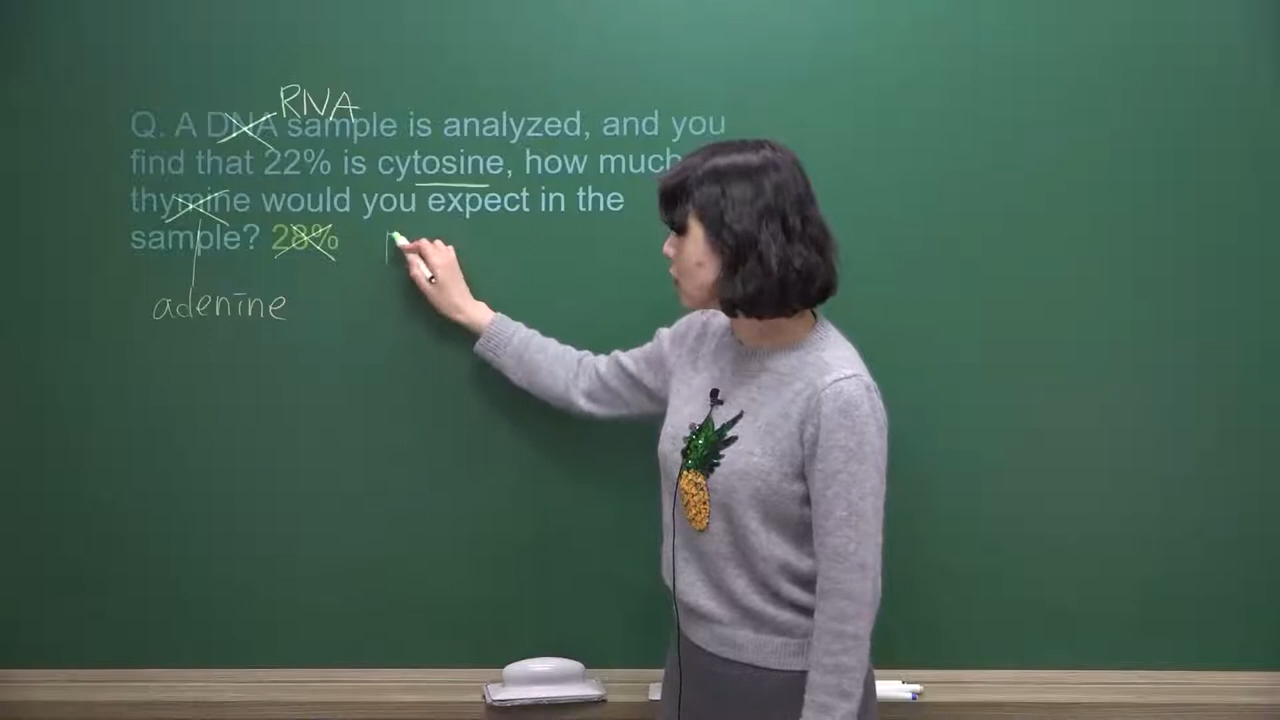 RNA
Q. A DNA sample is analyzed, and you
find that 22% is cytosine, how much
thymine would you expect in the
sample? 28%
adenine